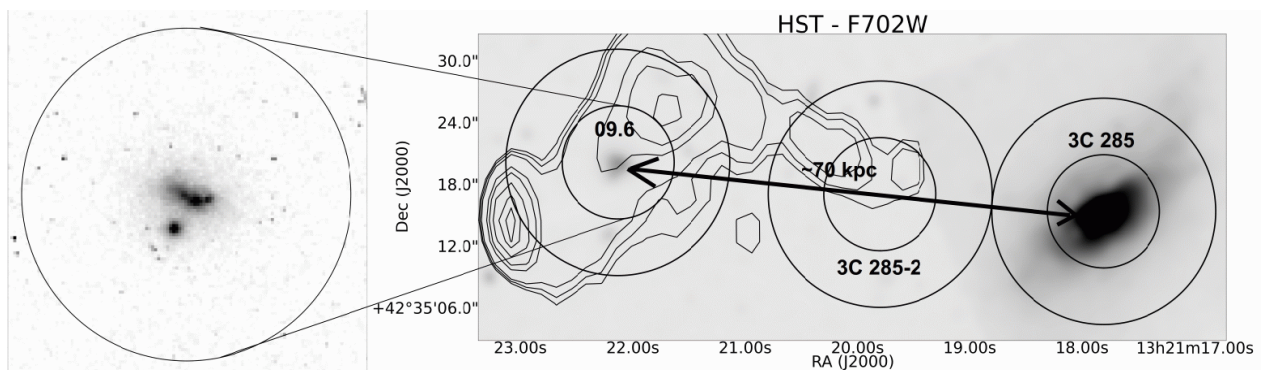 HST - F702W
30.0"
24.0"
18.0"
12.0"
+42°35'06.0"
Dec (J2000)
09.6
~70 kpc
3C 285
3C 285-2
23.00s 22.00s 21.00s 20.00s 19.00s 18.00s 13h21m17.00s
RA (J2000)